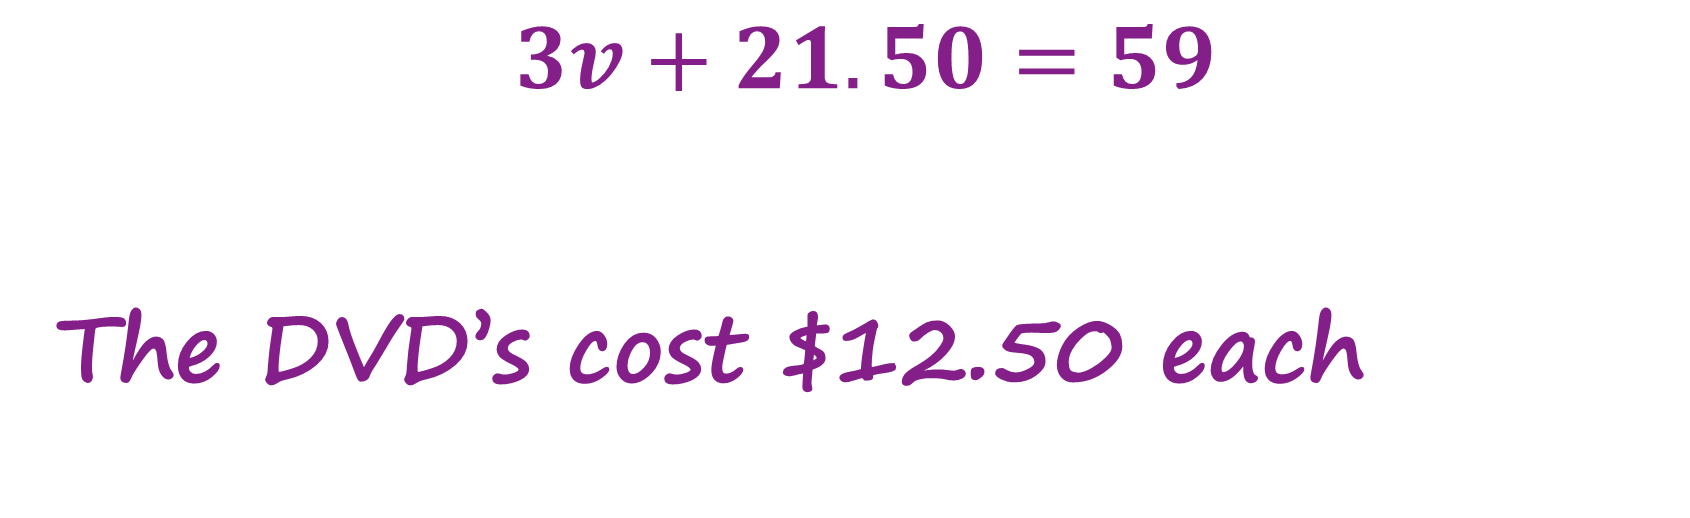 3v + 21.50 = 59
The DVD’s cost $12.50 each